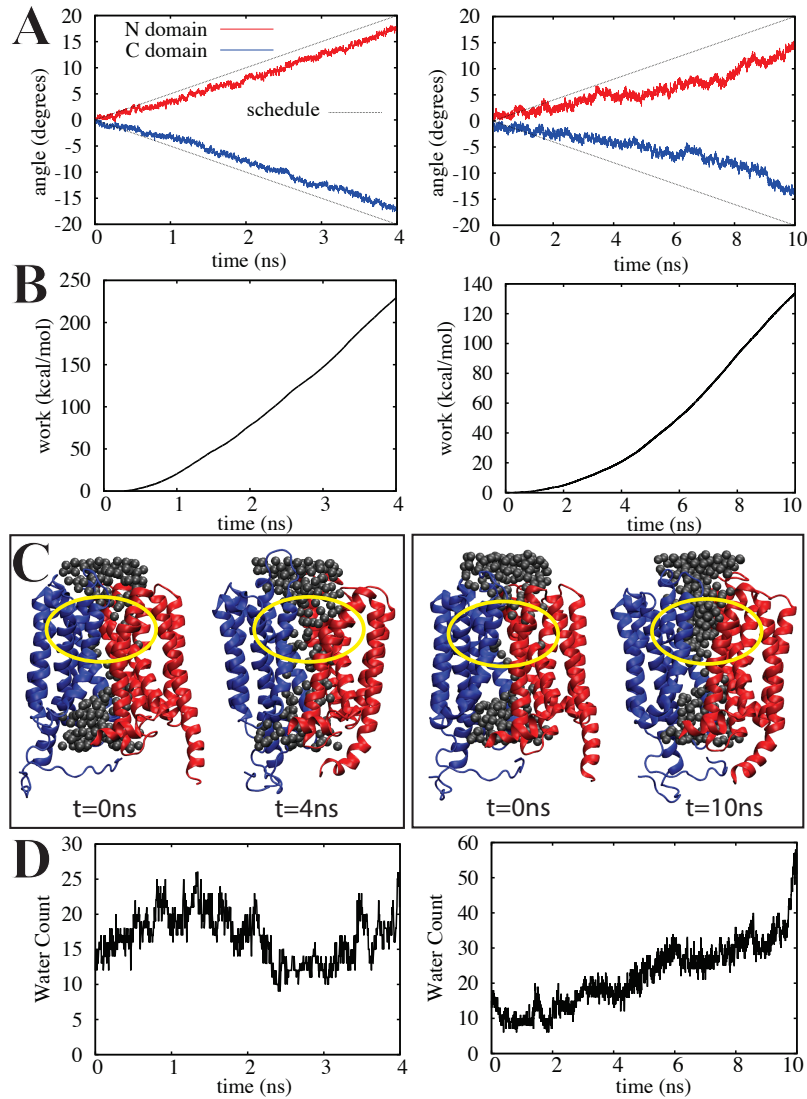 A
N domain
C domain
schedule
angle (degrees)
20
15
10
5
0
-5
-10
-15
-20
0 1 2 3 4
time (ns)
angle (degrees)
20
15
10
5
0
-5
-10
-15
-20
0 2 4 6 8 10
time (ns)
B
work (kcal/mol)
250
200
150
100
50
0
0 1 2 3 4
time (ns)
work (kcal/mol)
140
120
100
80
60
40
20
0
0 2 4 6 8 10
time (ns)
C
t=0ns t=4ns
t=0ns t=10ns
D
Water Count
30
25
20
15
10
5
0
0 1 2 3 4
time (ns)
Water Count
60
50
40
30
20
10
0
0 2 4 6 8 10
time (ns)